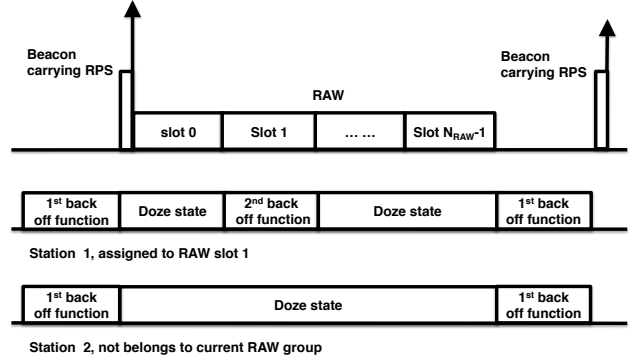 Beacon
carrying RPS
Beacon
carrying RPS
RAW
slot 0
Slot 1
... ...
Slot NRAW-1
1st back
off function
Doze state
2nd back
off function
Doze state
1st back
off function
Station 1, assigned to RAW slot 1
1st back
off function
Doze state
1st back
off function
Station 2, not belongs to current RAW group